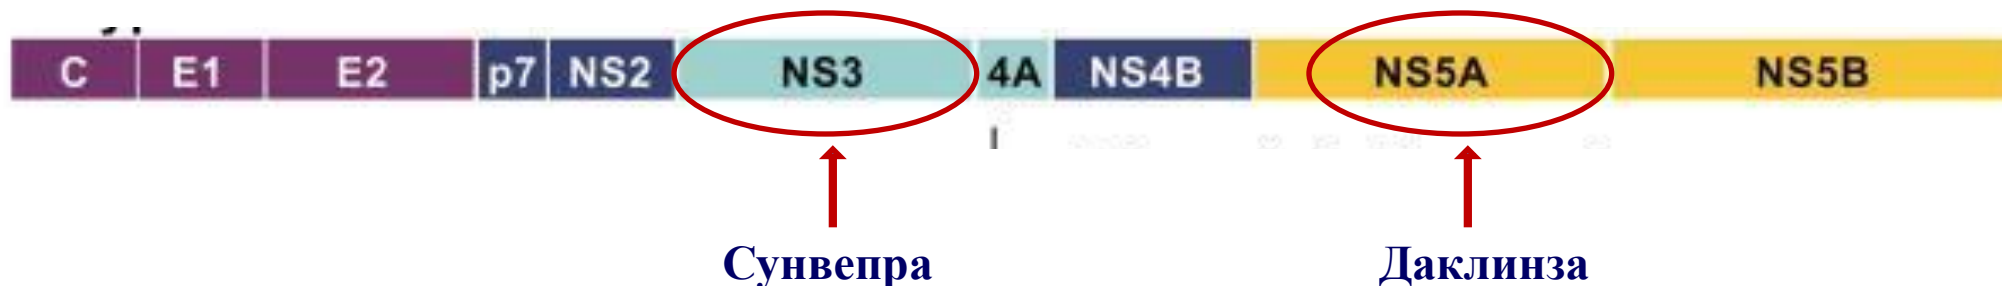 C E1 E2 p7 NS2 NS3 4A NS4B NS5A NS5B
Сунвепра Даклинза